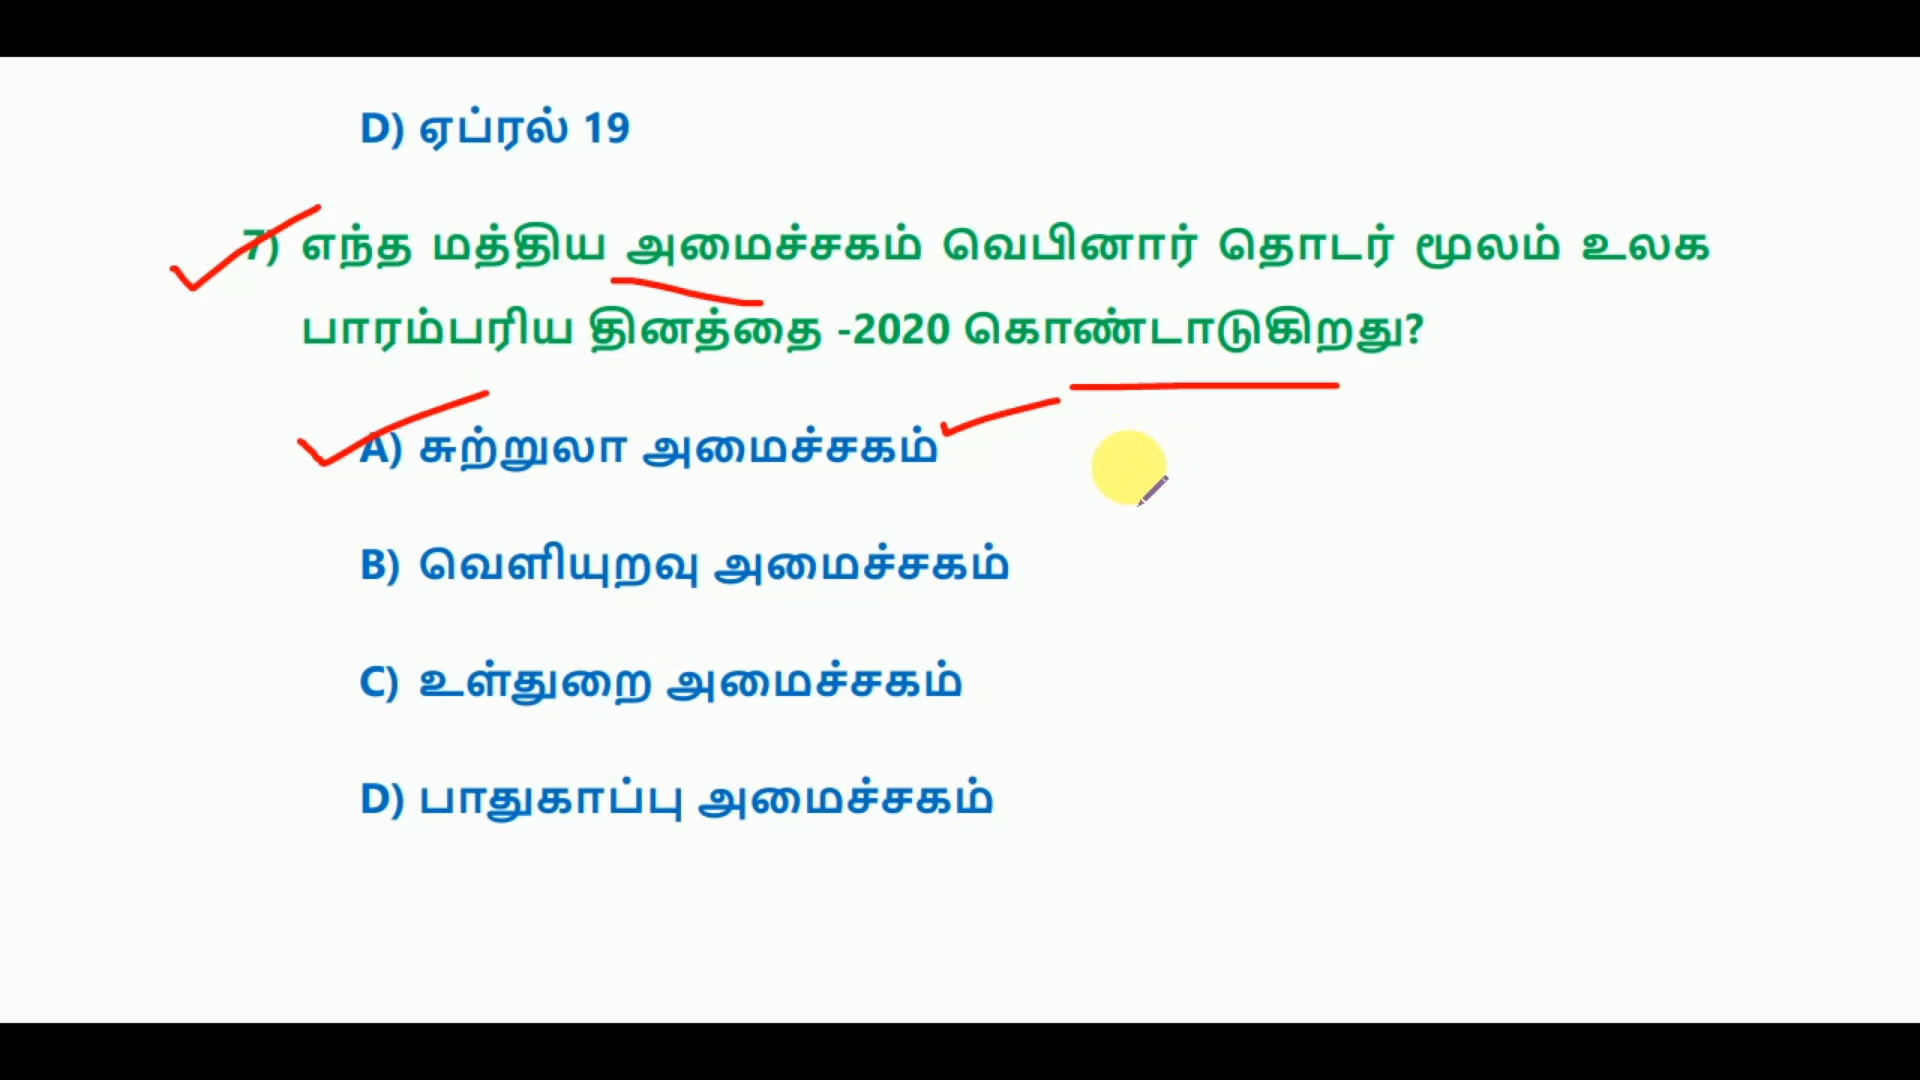 D) ஏப்ரல் 19
7) எந்த மத்திய அமைச்சகம் வெபினார் தொடர் மூலம் உலக
பாரம்பரிய தினத்தை -2020 கொண்டாடுகிறது?
A) சுற்றுலா அமைச்சகம்
B) வெளியுறவு அமைச்சகம்
C) உள்துறை அமைச்சகம்
D) பாதுகாப்பு அமைச்சகம்